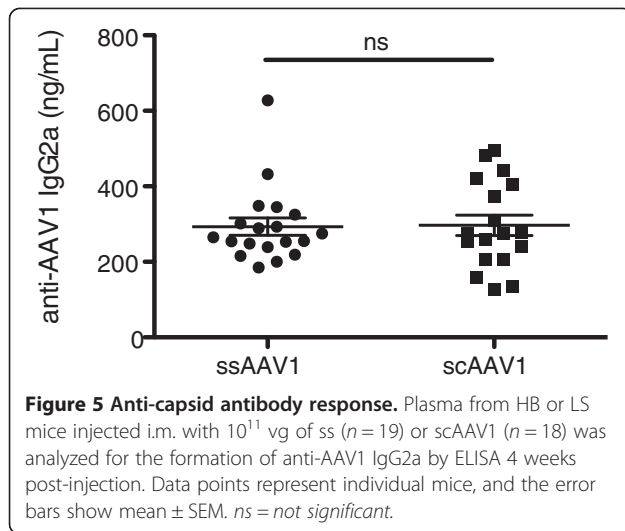 800
600
400
200
0
anti-AAV1 IgG2a (ng/mL)
ns
ssAAV1
scAAV1
Figure 5 Anti-capsid antibody response. Plasma from HB or LS
mice injected i.m. with 10¹¹ vg of ss (n = 19) or scAAV1 (n = 18) was
analyzed for the formation of anti-AAV1 IgG2a by ELISA 4 weeks
post-injection. Data points represent individual mice, and the error
bars show mean ± SEM. ns = not significant.